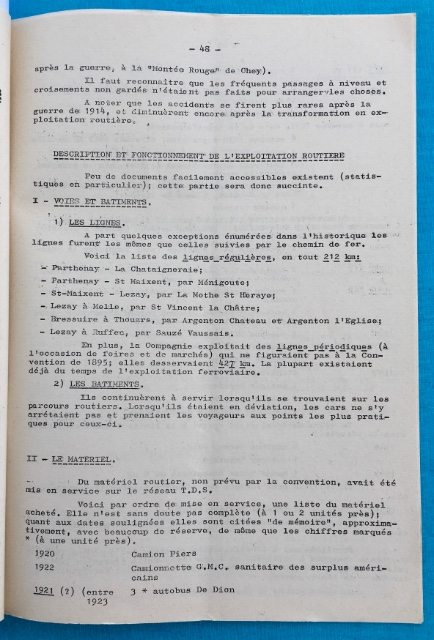 - 48 -
après la guerre, à la "Montée Rouge" de Chey).
Il faut reconnaitre que les fréquents passages à niveau et
croisements non gardés n'étaient pas faits pour arranger les choses.
A noter que les accidents se firent plus rares après la
guerre de 1914, et diminuèrent encore après la transformation en ex-
ploitation routière.
DESCRIPTION ET FONCTIONNEMENT DE L'EXPLOITATION ROUTIERE
Peu de documents facilement accessibles existent (statis-
tiques en particulier); cette partie sera donc succinte.
I - VOIES ET BATIMENTS.
1) LES LIGNES.
A part quelques exceptions énumérées dans l'historique les
lignes furent les mêmes que celles suivies par le chemin de fer.
Voici la liste des lignes régulières, en tout 212 km:
- Parthenay - La Chataigneraie;
- Parthenay - St Maixent, par Ménigoute;
- St-Maixent - Lezay, par La Mothe St Heraye;
- Lezay à Melle, par St Vincent la Châtre;
- Bressuire à Thouars, par Argenton Chateau et Argenton l'Eglise;
- Lezay à Ruffec, par Sauzé Vaussais.
En plus, la Compagnie exploitait des lignes périodiques (à
l'occasion de foires et de marchés) qui ne figuraient pas à la Con-
vention de 1895; elles desservaient 427 km. La plupart existaient
déjà du temps de l'exploitation ferroviaire.
2) LES BATIMENTS.
Ils continuèrent à servir lorsqu'ils se trouvaient sur les
parcours routiers. Lorsqu'ils étaient en déviation, les cars ne s'y
arrêtaient pas et prenaient les voyageurs aux points les plus prati-
ques pour ceux-ci.
II - LE MATÉRIEL.
Du matériel routier, non prévu par la convention, avait été
mis en service sur le réseau T.D.S.
Voici par ordre de mise en service, une liste du matériel
acheté. Elle n'est sans doute pas complète (à 1 ou 2 unités près);
quant aux dates soulignées elles sont citées "de mémoire", approxima-
tivement, avec beaucoup de réserve, de même que les chiffres marqués
* (à une unité près).
1920 Camion Fiers
1922 Camionnette G.M.C. sanitaire des surplus améri-
cains
1921 (?) (entre 3 * autobus De Dion
1923